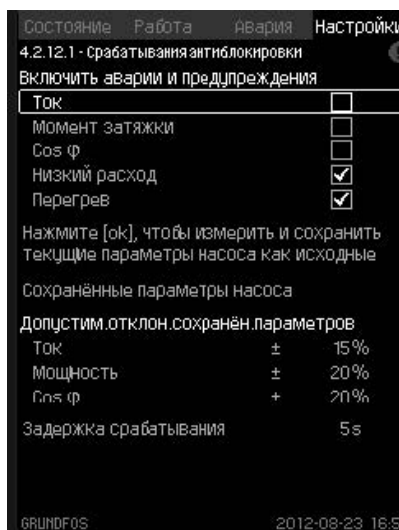 Состояние Работа Авария Настройки
4.2.12.1 - Срабатывания антиблокировки
Включить аварии и предупреждения
Ток
Момент затяжки
Cos φ
Низкий расход
Перегрев
Нажмите [ok], чтобы измерить и сохранить
текущие параметры насоса как исходные
Сохранённые параметры насоса
Допустим.отклон.сохранён.параметров
Ток ± 15%
Мощность ± 20%
Cos φ ± 20%
Задержка срабатывания 5s
GRUNDFOS 2012-08-23